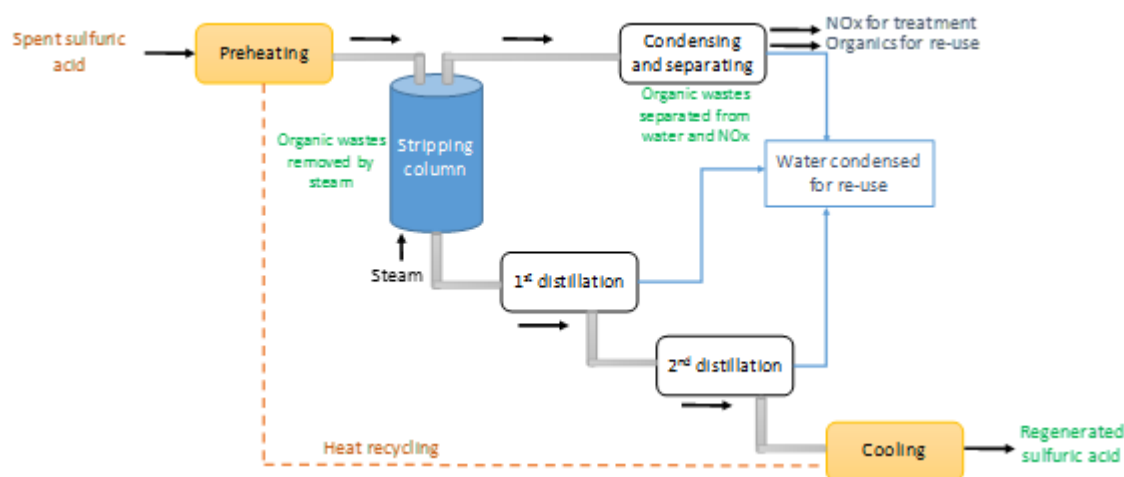 Spent sulfuric
acid
Preheating
Condensing
and separating
NOx for treatment
Organics for re-use
Organic wastes
separated from
water and NOx
Organic wastes
removed by
steam
Stripping
column
Water condensed
for re-use
Steam
1st distillation
2nd distillation
Heat recycling
Cooling
Regenerated
sulfuric acid